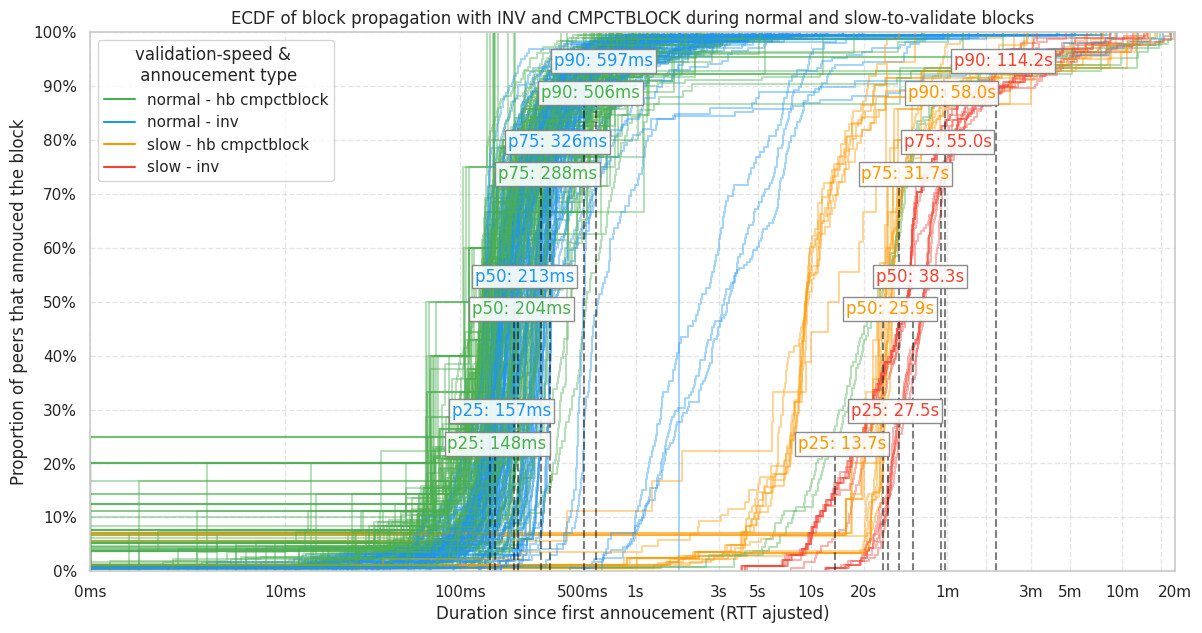 ECDF of block propagation with INV and CMPCTBLOCK during normal and slow-to-validate blocks
validation-speed &
annoucement type
normal - hb cmpctblock
normal - inv
slow - hb cmpctblock
slow - inv
Proportion of peers that annouced the block
100%
90%
80%
70%
60%
50%
40%
30%
20%
10%
0%
p90: 597ms
p90: 114.2s
p90: 506ms
p90: 58.0s
p75: 326ms
p75: 55.0s
p75: 288ms
p75: 31.7s
p50: 213ms
p50: 38.3s
p50: 204ms
p50: 25.9s
p25: 157ms
p25: 27.5s
p25: 148ms
p25: 13.7s
0ms 10ms 100ms 500ms 1s 3s 5s 10s 20s 1m 3m 5m 10m 20m
Duration since first annoucement (RTT ajusted)